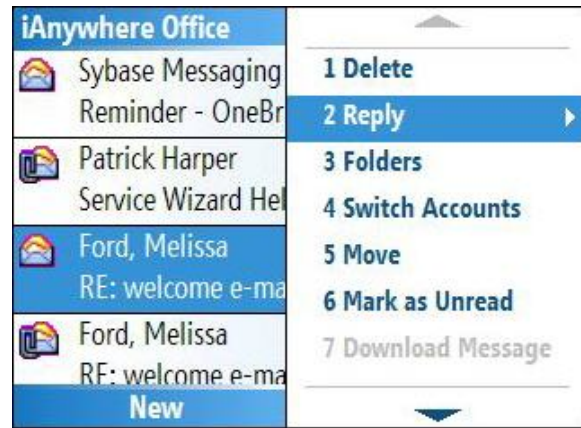 iAnywhere Office
Sybase Messaging
Reminder - OneBr
Patrick Harper
Service Wizard Hel
Ford, Melissa
RE: welcome e-ma
Ford, Melissa
RE: welcome e-ma
New
1 Delete
2 Reply
3 Folders
4 Switch Accounts
5 Move
6 Mark as Unread
7 Download Message